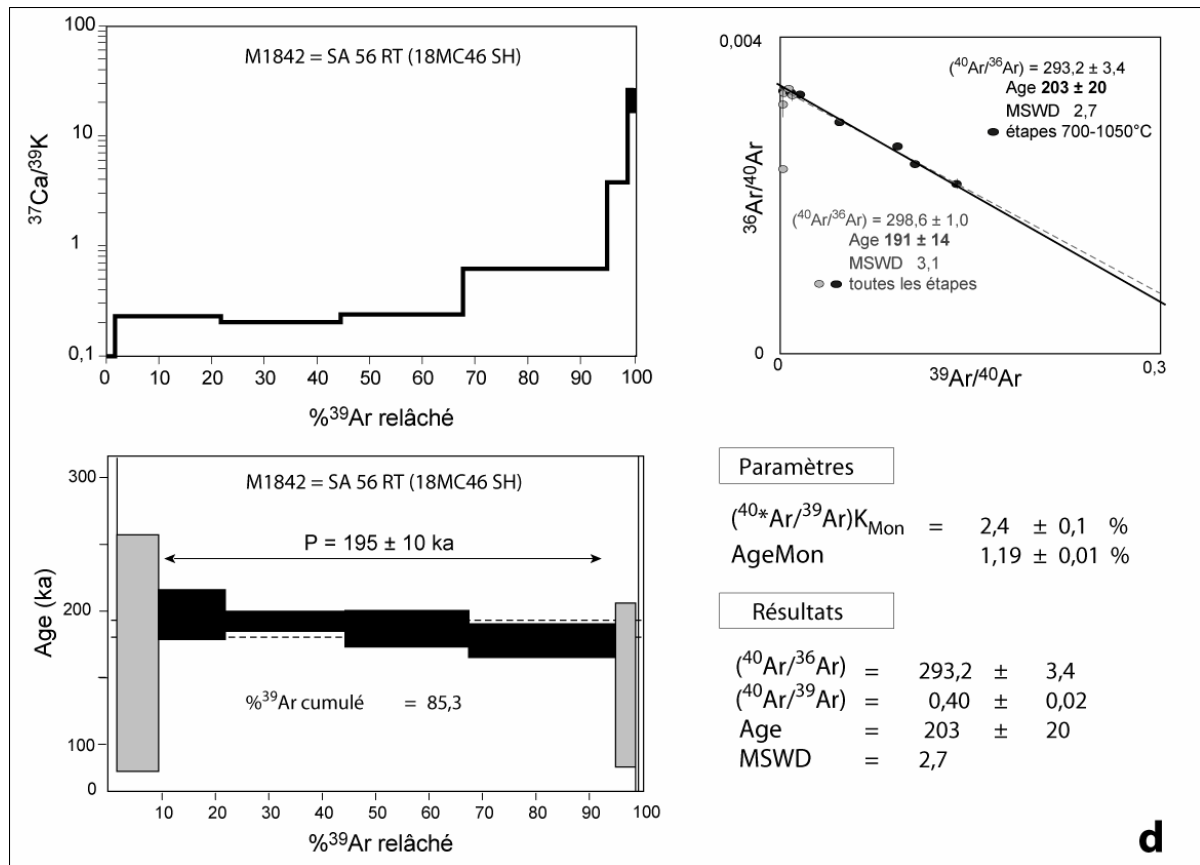 M1842 = SA 56 RT (18MC46 SH)
³⁷Ca/³⁹K
100
10
1
0,1
0 10 20 30 40 50 60 70 80 90 100
%³⁹Ar relâché
0,004
(⁴⁰Ar/³⁶Ar) = 293,2 ± 3,4
Age 203 ± 20
MSWD 2,7
étapes 700-1050°C
³⁶Ar/⁴⁰Ar
(⁴⁰Ar/³⁶Ar) = 298,6 ± 1,0
Age 191 ± 14
MSWD 3,1
toutes les étapes
0
0 0,3
³⁹Ar/⁴⁰Ar
M1842 = SA 56 RT (18MC46 SH)
P = 195 ± 10 ka
Age (ka)
300
200
100
0
%³⁹Ar cumulé = 85,3
10 20 30 40 50 60 70 80 90 100
%³⁹Ar relâché
Paramètres
(⁴⁰*Ar/³⁹Ar)K_Mon = 2,4 ± 0,1 %
AgeMon 1,19 ± 0,01 %
Résultats
(⁴⁰Ar/³⁶Ar) = 293,2 ± 3,4
(⁴⁰Ar/³⁹Ar) = 0,40 ± 0,02
Age = 203 ± 20
MSWD = 2,7
d